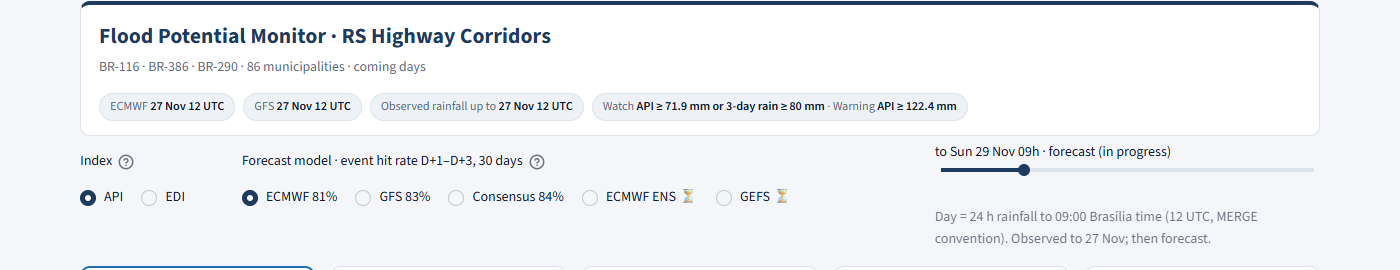 Flood Potential Monitor · RS Highway Corridors
BR-116 · BR-386 · BR-290 · 86 municipalities · coming days
ECMWF 27 Nov 12 UTC
GFS 27 Nov 12 UTC
Observed rainfall up to 27 Nov 12 UTC
Watch API ≥ 71.9 mm or 3-day rain ≥ 80 mm · Warning API ≥ 122.4 mm
Index ?
API
EDI
Forecast model · event hit rate D+1–D+3, 30 days ?
ECMWF 81%
GFS 83%
Consensus 84%
ECMWF ENS ⏳
GEFS ⏳
to Sun 29 Nov 09h · forecast (in progress)
Day = 24 h rainfall to 09:00 Brasília time (12 UTC, MERGE
convention). Observed to 27 Nov; then forecast.